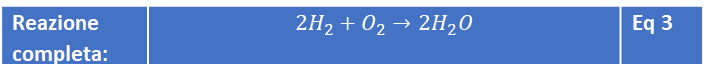 Reazione completa:
2H₂ + O₂ → 2H₂O
Eq 3